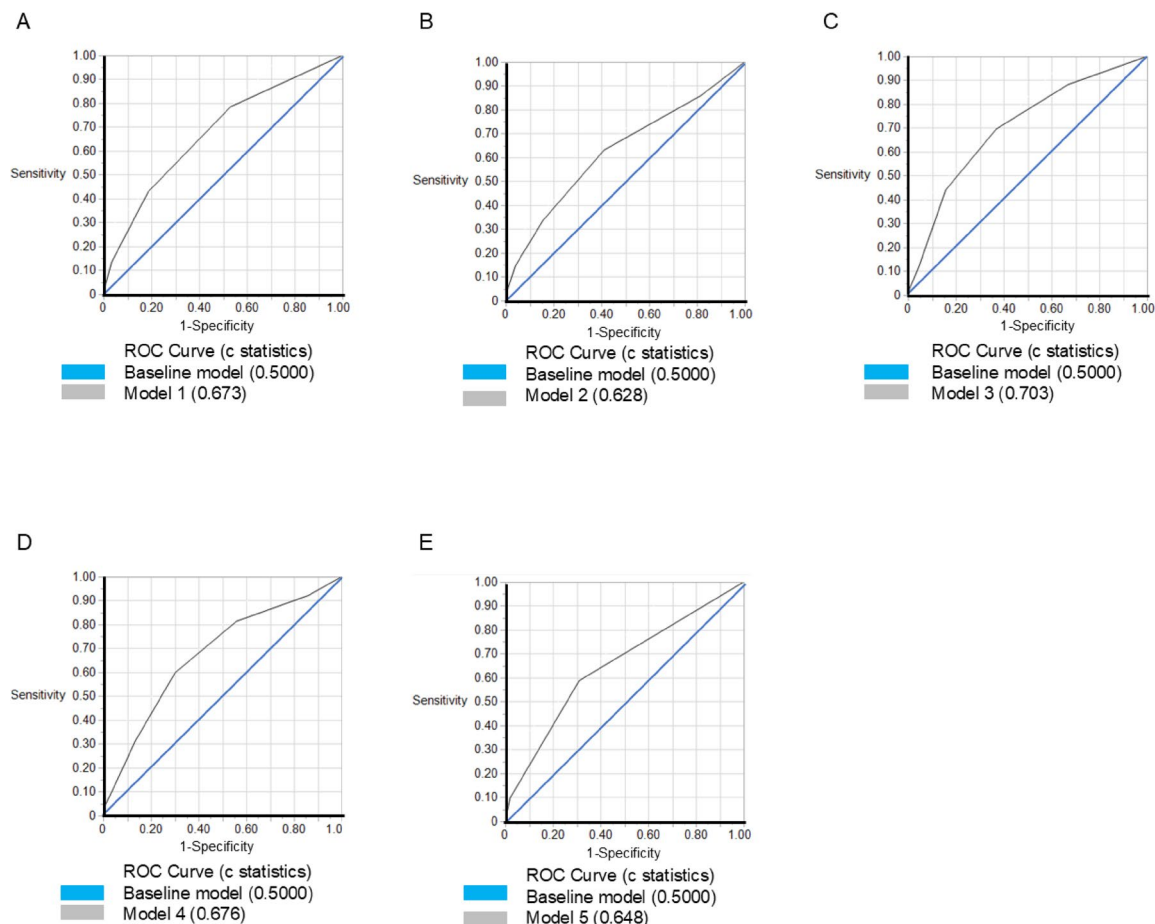 A
1.00
0.90
0.80
0.70
0.60
Sensitivity 0.50
0.40
0.30
0.20
0.10
0
0.20 0.40 0.60 0.80 1.00
1-Specificity
ROC Curve (c statistics)
Baseline model (0.5000)
Model 1 (0.673)
B
1.00
0.90
0.80
0.70
0.60
Sensitivity 0.50
0.40
0.30
0.20
0.10
0
0 0.20 0.40 0.60 0.80 1.00
1-Specificity
ROC Curve (c statistics)
Baseline model (0.5000)
Model 2 (0.628)
C
1.00
0.90
0.80
0.70
0.60
Sensitivity 0.50
0.40
0.30
0.20
0.10
0
0 0.20 0.40 0.60 0.80 1.00
1-Specificity
ROC Curve (c statistics)
Baseline model (0.5000)
Model 3 (0.703)
D
1.00
0.90
0.80
0.70
0.60
Sensitivity 0.50
0.40
0.30
0.20
0.10
0
0.20 0.40 0.60 0.80 1.0
1-Specificity
ROC Curve (c statistics)
Baseline model (0.5000)
Model 4 (0.676)
E
1.00
0.90
0.80
0.70
0.60
Sensitivity 0.50
0.40
0.30
0.20
0.10
0
0 0.20 0.40 0.60 0.80 1.00
1-Specificity
ROC Curve (c statistics)
Baseline model (0.5000)
Model 5 (0.648)